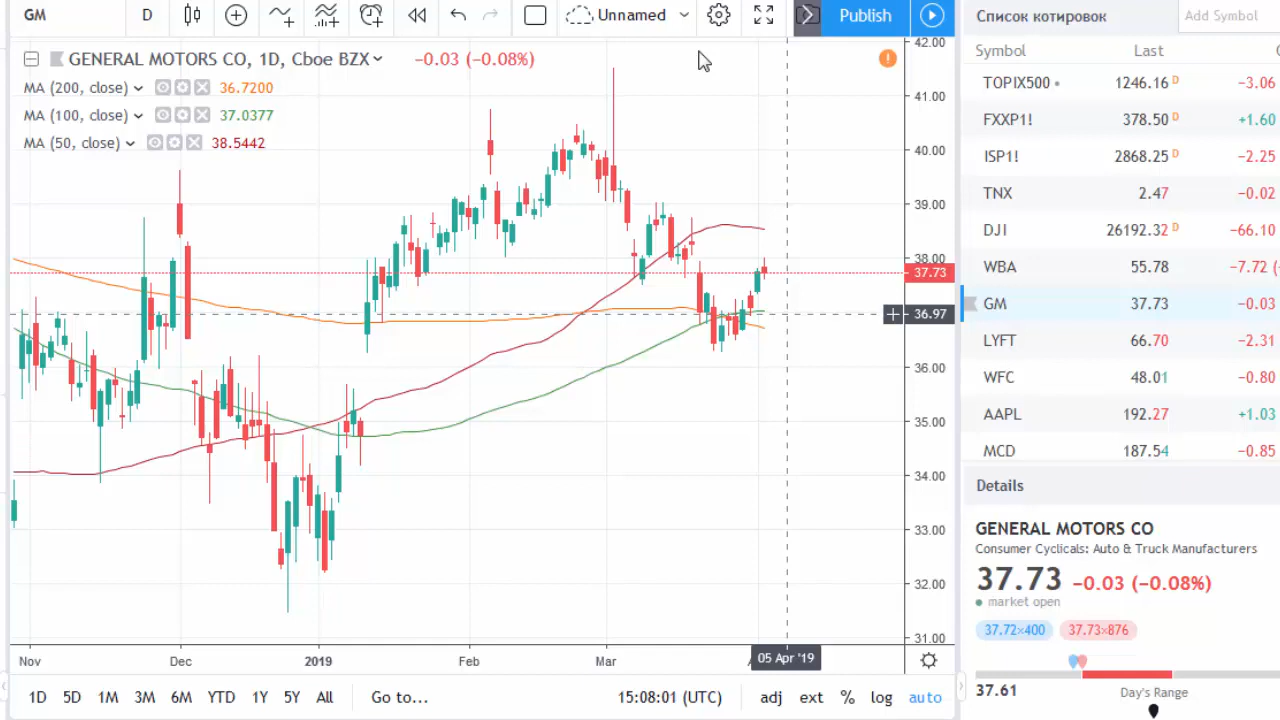 GM D Unnamed Publish
GENERAL MOTORS CO, 1D, Cboe BZX −0.03 (−0.08%)
MA (200, close) 36.7200
MA (100, close) 37.0377
MA (50, close) 38.5442
42.00
41.00
40.00
39.00
38.00
37.73
36.97
36.00
35.00
34.00
33.00
32.00
31.00
Nov Dec 2019 Feb Mar 05 Apr '19
1D 5D 1M 3M 6M YTD 1Y 5Y All Go to... 15:08:01 (UTC) adj ext % log auto
Список котировок Add Symbol
Symbol Last
TOPIX500 1246.16 D −3.06
FXXP1! 378.50 D +1.60
ISP1! 2868.25 D −2.25
TNX 2.47 −0.02
DJI 26192.32 D −66.10
WBA 55.78 −7.72 (
GM 37.73 −0.03
LYFT 66.70 −2.31
WFC 48.01 −0.80
AAPL 192.27 +1.03
MCD 187.54 −0.85
Details
GENERAL MOTORS CO
Consumer Cyclicals: Auto & Truck Manufacturers
37.73 −0.03 (−0.08%)
market open
37.72×400 37.73×876
37.61 Day's Range